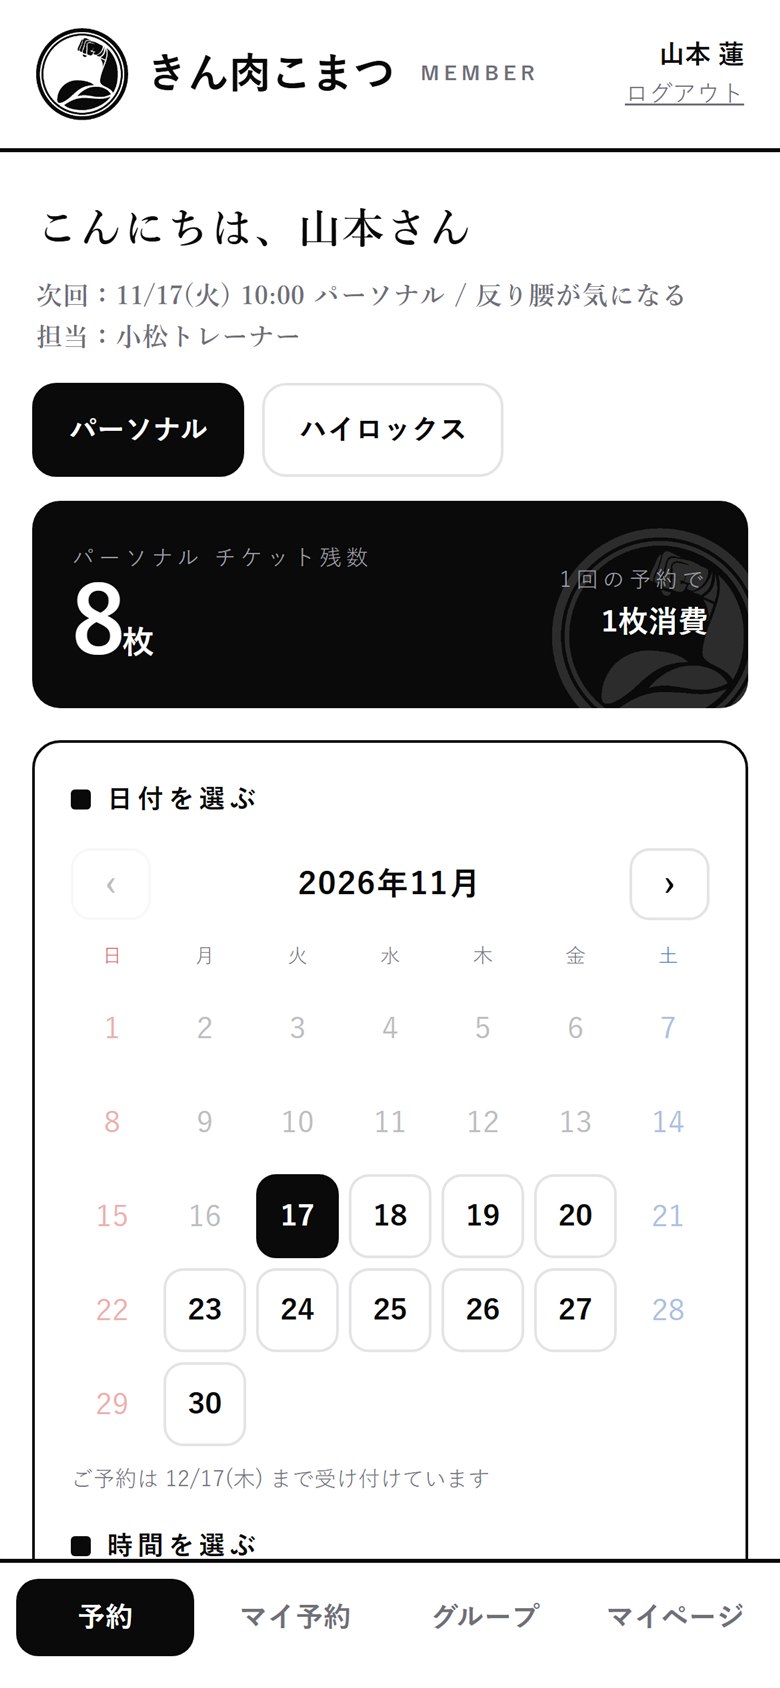 きん肉こまつ MEMBER
山本 蓮
ログアウト
こんにちは、山本さん
次回：11/17(火) 10:00 パーソナル / 反り腰が気になる
担当：小松トレーナー
パーソナル ハイロックス
パーソナル チケット残数
8枚
1回の予約で
1枚消費
日付を選ぶ
‹ 2026年11月 ›
日 月 火 水 木 金 土
1 2 3 4 5 6 7
8 9 10 11 12 13 14
15 16 17 18 19 20 21
22 23 24 25 26 27 28
29 30
ご予約は 12/17(木) まで受け付けています
時間を選ぶ
予約 マイ予約 グループ マイページ